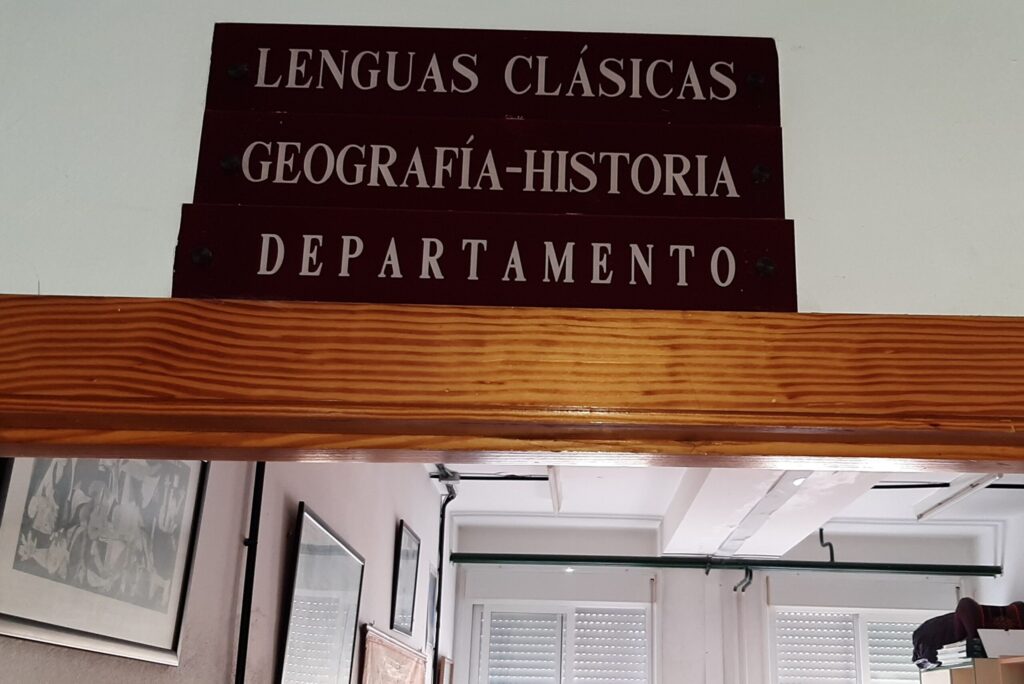 LENGUAS CLÁSICAS
GEOGRAFÍA-HISTORIA
DEPARTAMENTO